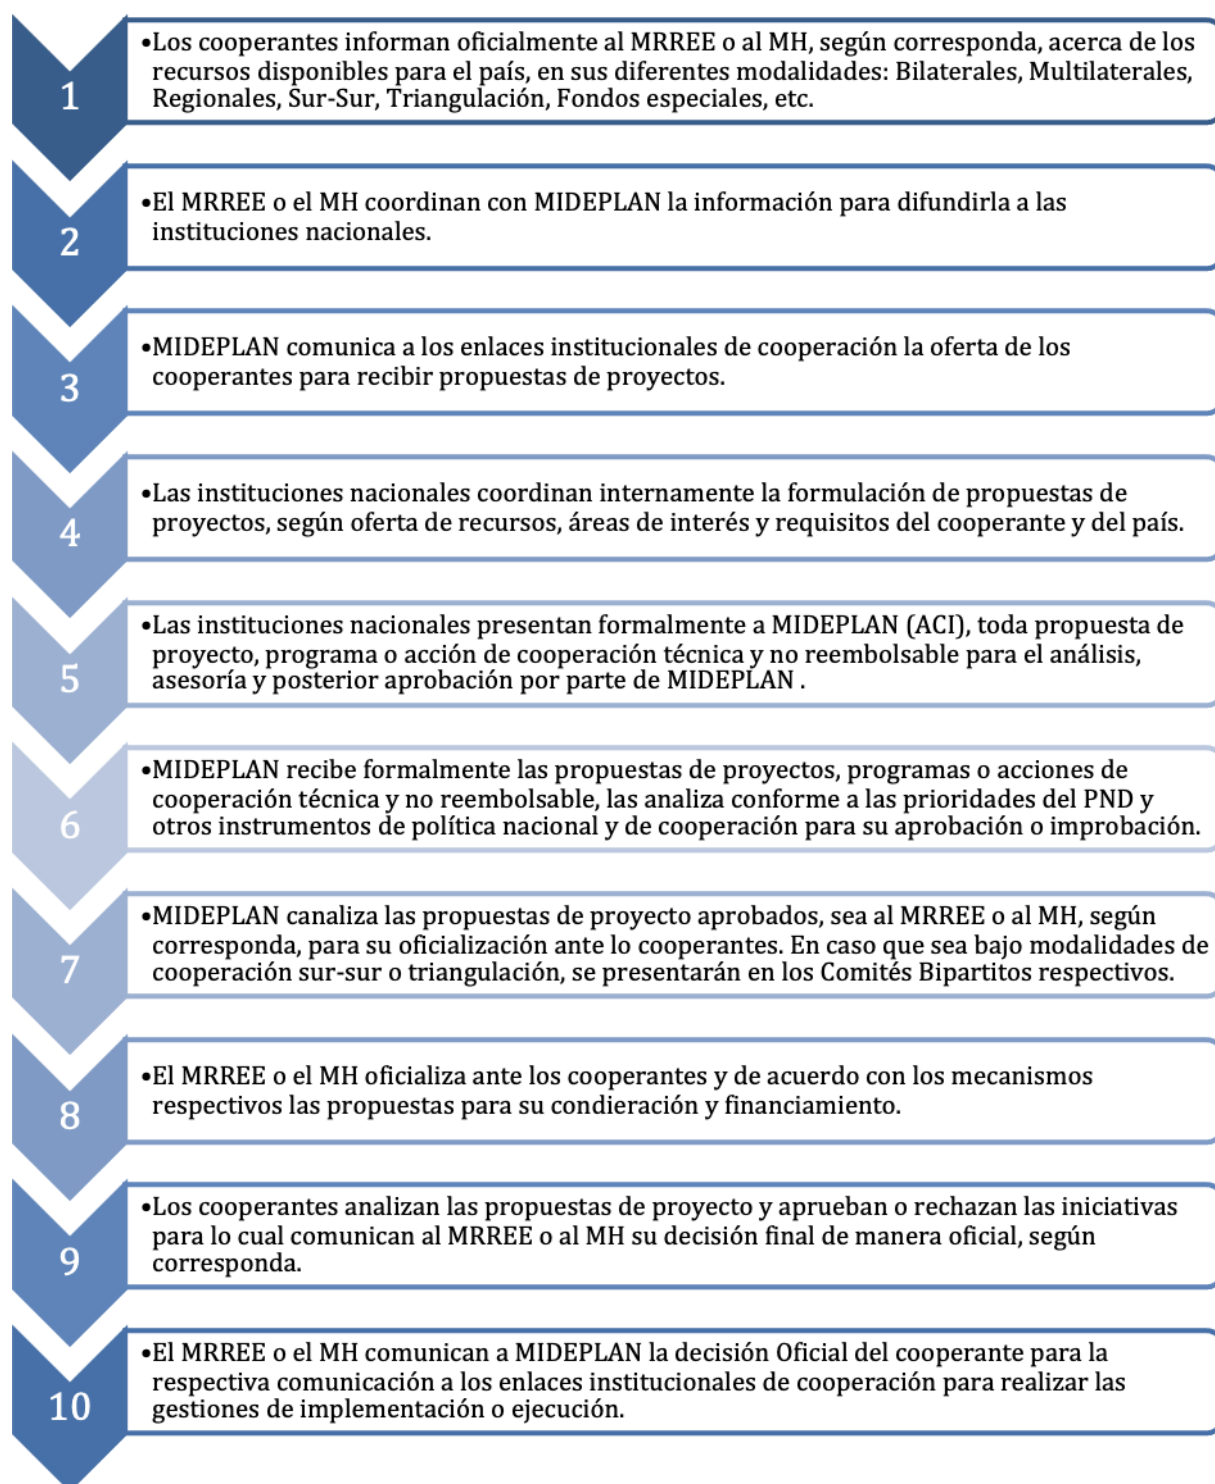 1
•Los cooperantes informan oficialmente al MRREE o al MH, según corresponda, acerca de los
recursos disponibles para el país, en sus diferentes modalidades: Bilaterales, Multilaterales,
Regionales, Sur-Sur, Triangulación, Fondos especiales, etc.
2
•El MRREE o el MH coordinan con MIDEPLAN la información para difundirla a las
instituciones nacionales.
3
•MIDEPLAN comunica a los enlaces institucionales de cooperación la oferta de los
cooperantes para recibir propuestas de proyectos.
4
•Las instituciones nacionales coordinan internamente la formulación de propuestas de
proyectos, según oferta de recursos, áreas de interés y requisitos del cooperante y del país.
5
•Las instituciones nacionales presentan formalmente a MIDEPLAN (ACI), toda propuesta de
proyecto, programa o acción de cooperación técnica y no reembolsable para el análisis,
asesoría y posterior aprobación por parte de MIDEPLAN .
6
•MIDEPLAN recibe formalmente las propuestas de proyectos, programas o acciones de
cooperación técnica y no reembolsable, las analiza conforme a las prioridades del PND y
otros instrumentos de política nacional y de cooperación para su aprobación o improbación.
7
•MIDEPLAN canaliza las propuestas de proyecto aprobados, sea al MRREE o al MH, según
corresponda, para su oficialización ante lo cooperantes. En caso que sea bajo modalidades de
cooperación sur-sur o triangulación, se presentarán en los Comités Bipartitos respectivos.
8
•El MRREE o el MH oficializa ante los cooperantes y de acuerdo con los mecanismos
respectivos las propuestas para su condieración y financiamiento.
9
•Los cooperantes analizan las propuestas de proyecto y aprueban o rechazan las iniciativas
para lo cual comunican al MRREE o al MH su decisión final de manera oficial, según
corresponda.
10
•El MRREE o el MH comunican a MIDEPLAN la decisión Oficial del cooperante para la
respectiva comunicación a los enlaces institucionales de cooperación para realizar las
gestiones de implementación o ejecución.